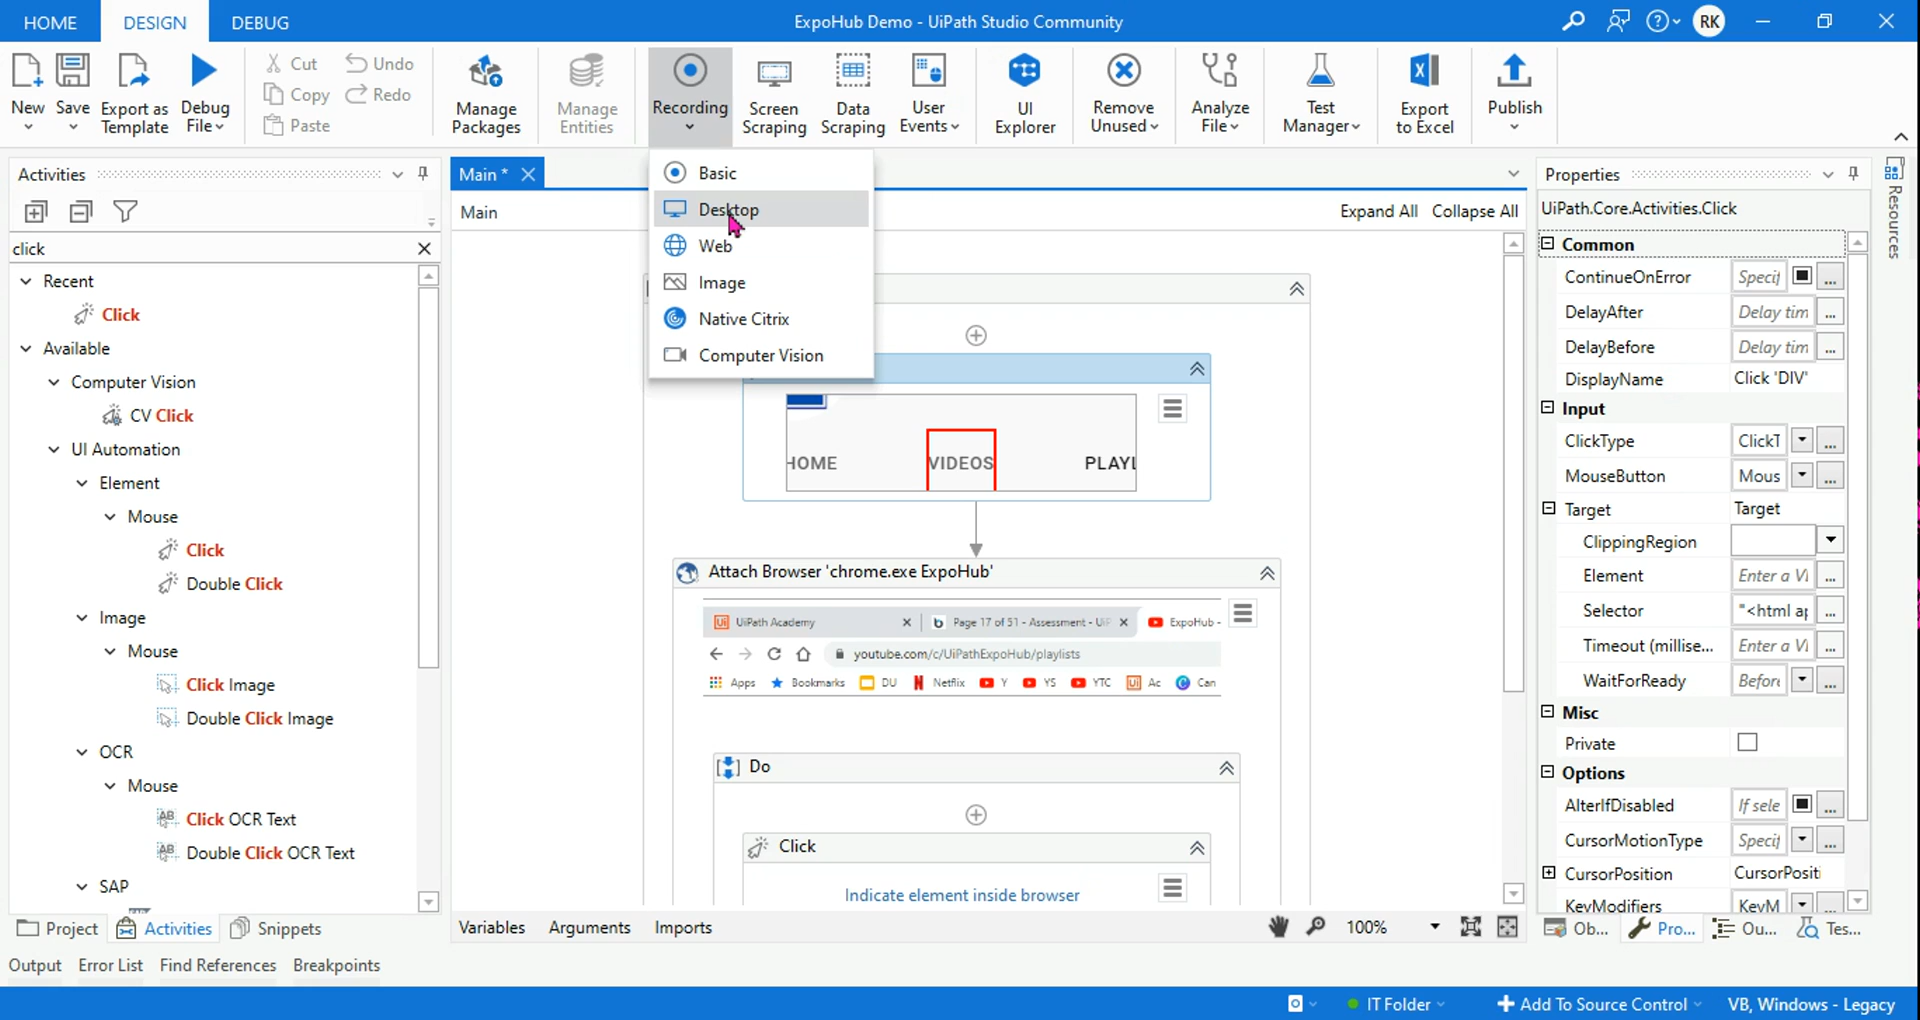 HOME
DESIGN
DEBUG
ExpoHub Demo - UiPath Studio Community
RK
New
Save
Export as Template
Debug File
Cut
Copy
Paste
Undo
Redo
Manage Packages
Manage Entities
Recording
Screen Scraping
Data Scraping
User Events
UI Explorer
Remove Unused
Analyze File
Test Manager
Export to Excel
Publish
Basic
Desktop
Web
Image
Native Citrix
Computer Vision
Activities
click
Recent
Click
Available
Computer Vision
CV Click
UI Automation
Element
Mouse
Click
Double Click
Image
Mouse
Click Image
Double Click Image
OCR
Mouse
Click OCR Text
Double Click OCR Text
SAP
Project
Activities
Snippets
Main *
Main
Expand All
Collapse All
HOME
VIDEOS
PLAYL
Attach Browser 'chrome.exe ExpoHub'
UiPath Academy
Page 17 of 51 - Assessment - UiP
ExpoHub -
youtube.com/c/UiPathExpoHub/playlists
Apps
Bookmarks
DU
Netflix
Y
YS
YTC
Ac
Can
Do
Click
Indicate element inside browser
Variables
Arguments
Imports
100%
Properties
Resources
UiPath.Core.Activities.Click
Common
ContinueOnError Specif ...
DelayAfter Delay tim ...
DelayBefore Delay tim ...
DisplayName Click 'DIV'
Input
ClickType ClickT ...
MouseButton Mous ...
Target Target
ClippingRegion
Element Enter a VI ...
Selector "<html ap ...
Timeout (millise... Enter a VI ...
WaitForReady Before ...
Misc
Private
Options
AlterIfDisabled If sele ...
CursorMotionType Specif ...
CursorPosition CursorPositi
KeyModifiers KeyM ...
Ob...
Pro...
Ou...
Tes...
Output
Error List
Find References
Breakpoints
IT Folder
Add To Source Control
VB, Windows - Legacy